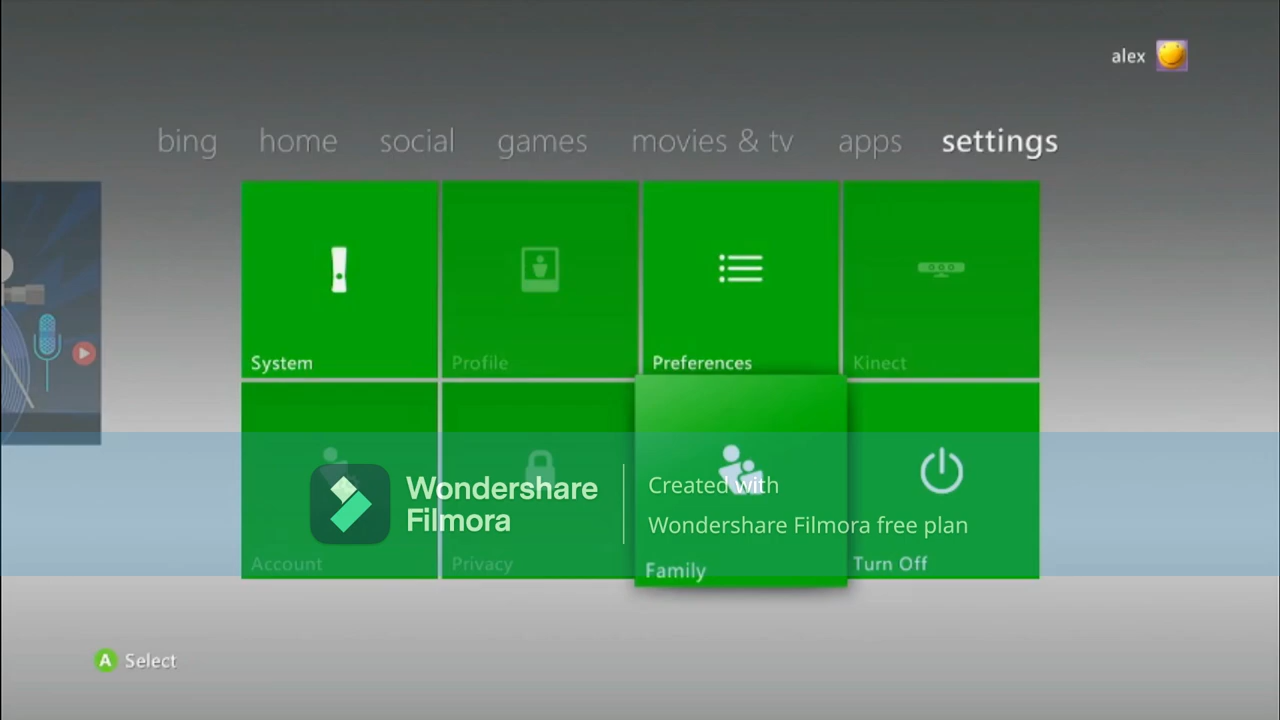 alex
bing home social games movies & tv apps settings
System Profile Preferences Kinect
Wondershare
Filmora
Created with
Wondershare Filmora free plan
Account Privacy Family Turn Off
A Select